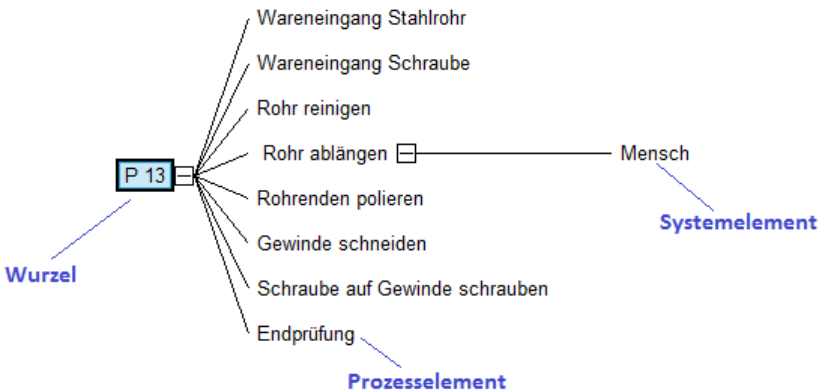 Wareneingang Stahlrohr
Wareneingang Schraube
Rohr reinigen
Rohr ablängen
Mensch
P 13
Rohrenden polieren
Systemelement
Gewinde schneiden
Wurzel
Schraube auf Gewinde schrauben
Endprüfung
Prozesselement